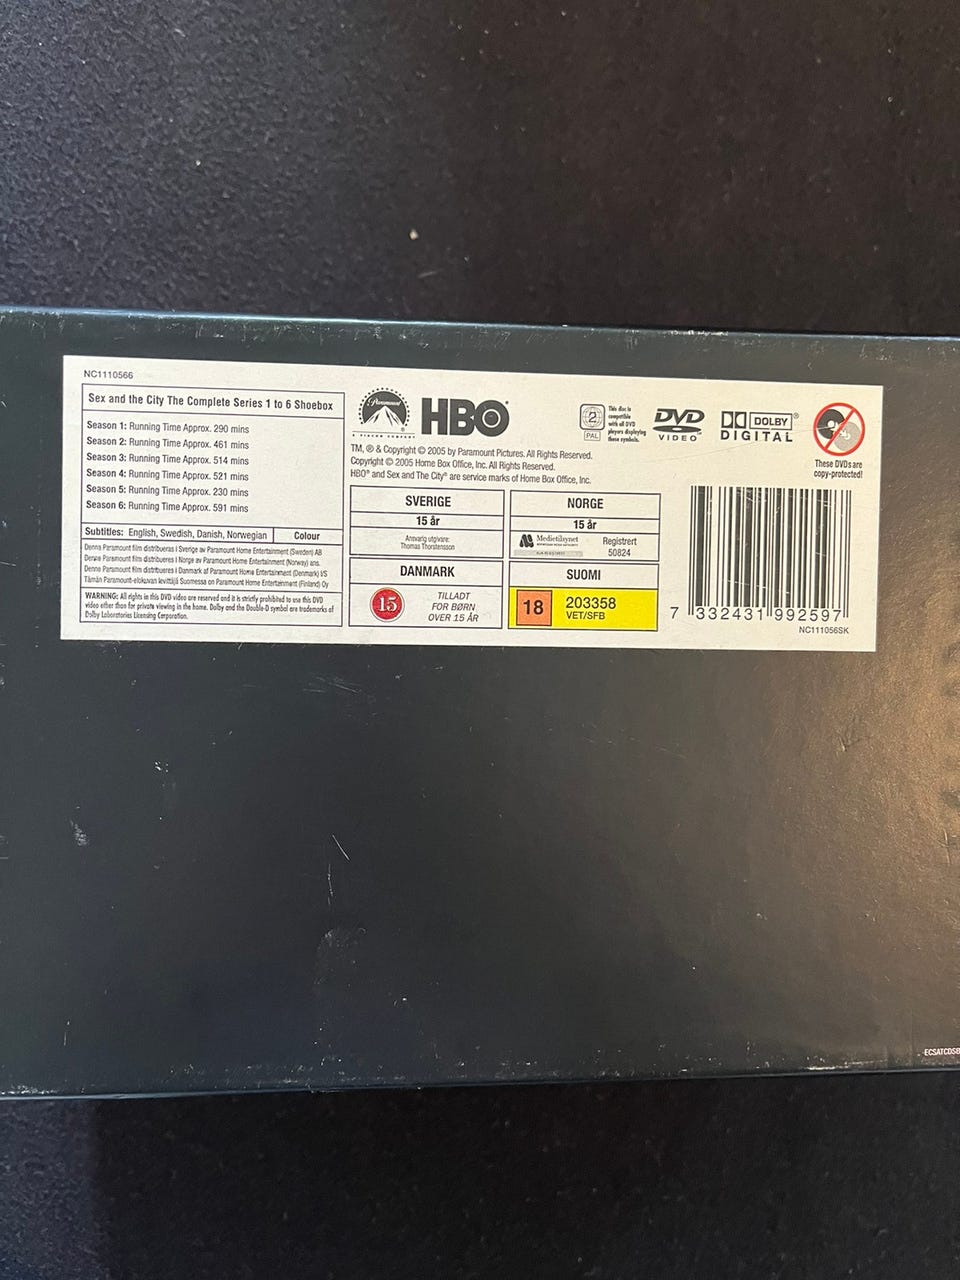 NC1110566
Sex and the City The Complete Series 1 to 6 Shoebox
Season 1: Running Time Approx. 290 mins
Season 2: Running Time Approx. 461 mins
Season 3: Running Time Approx. 514 mins
Season 4: Running Time Approx. 521 mins
Season 5: Running Time Approx. 230 mins
Season 6: Running Time Approx. 591 mins
Subtitles: English, Swedish, Danish, Norwegian
Colour
Denna Paramount film distribueras i Sverige av Paramount Home Entertainment (Sweden) AB
Denne Paramount film distribueres i Norge av Paramount Home Entertainment (Norway) ans.
Denne Paramount film distribueres i Danmark af Paramount Home Entertainment (Denmark) I/S
Tämän Paramount-elokuvan levittäjä Suomessa on Paramount Home Entertainment (Finland) Oy
WARNING: All rights in this DVD video are reserved and it is strictly prohibited to use this DVD
video other than for private viewing in the home. Dolby and the Double-D symbol are trademarks of
Dolby Laboratories Licensing Corporation.
Paramount
HBO®
TM, ® & Copyright © 2005 by Paramount Pictures. All Rights Reserved.
Copyright © 2005 Home Box Office, Inc. All Rights Reserved.
HBO® and Sex and The City® are service marks of Home Box Office, Inc.
2
PAL
This disc is
compatible
with all DVD
players displaying
these symbols.
DVD
VIDEO
DOLBY®
DIGITAL
These DVDs are
copy-protected!
SVERIGE
15 år
Ansvarig utgivare:
Thomas Thorstensson
NORGE
15 år
Medietilsynet
Registrert
50824
DANMARK
15
TILLADT
FOR BØRN
OVER 15 ÅR
SUOMI
18
203358
VET/SFB
7 332431 992597
NC111056SK
ECSATCDSB